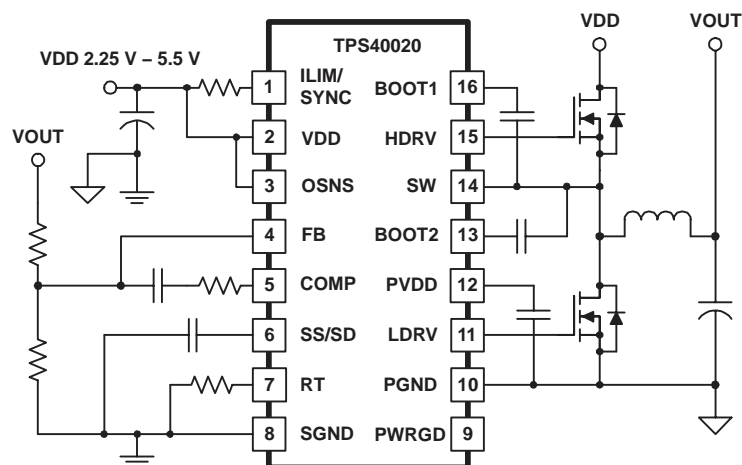 TPS40020
VDD
VOUT
VDD 2.25 V – 5.5 V
VOUT
1 ILIM/
SYNC
2 VDD
3 OSNS
4 FB
5 COMP
6 SS/SD
7 RT
8 SGND
BOOT1 16
HDRV 15
SW 14
BOOT2 13
PVDD 12
LDRV 11
PGND 10
PWRGD 9